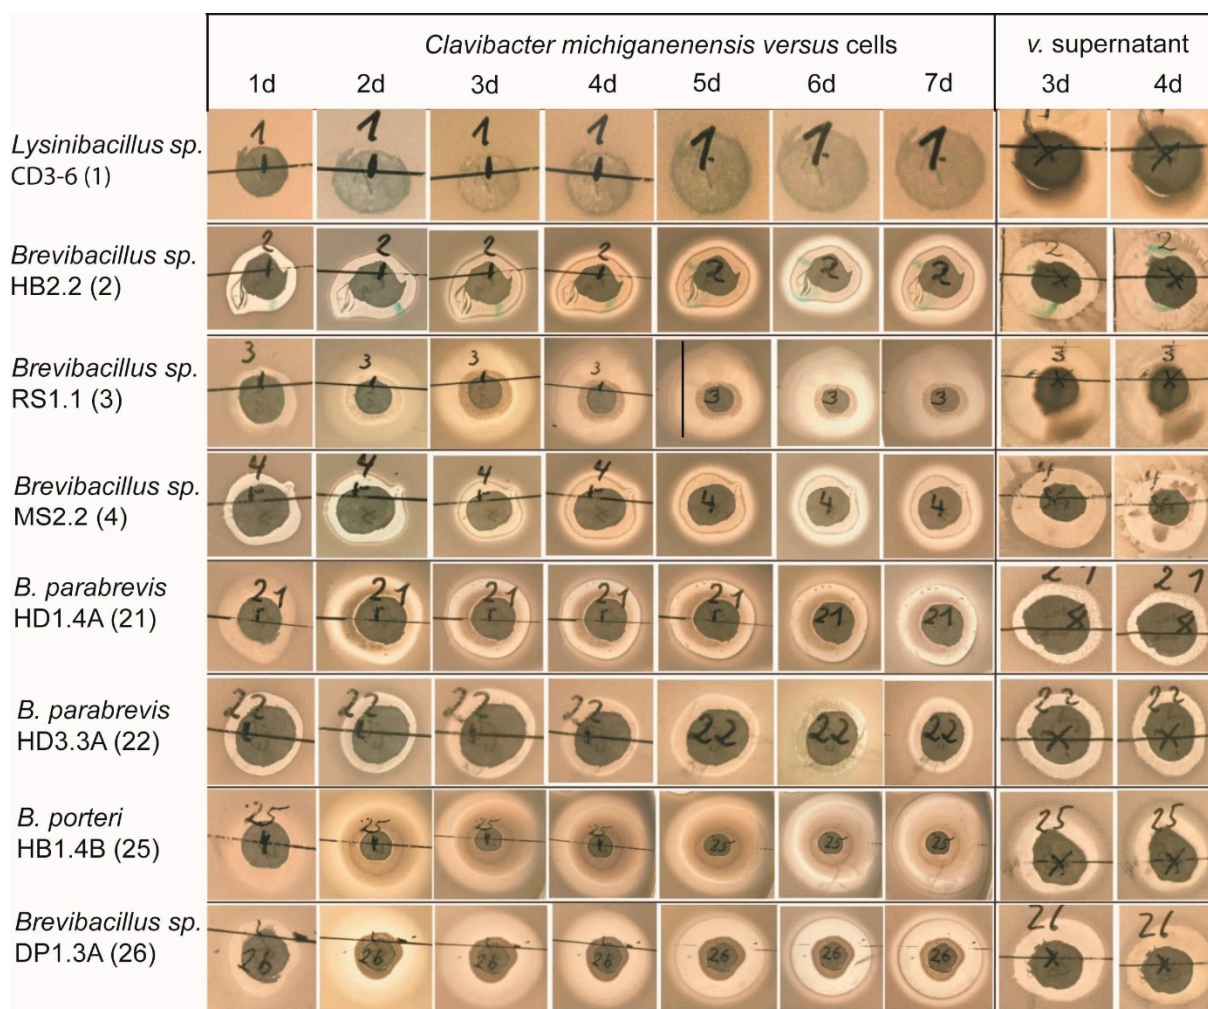 Clavibacter michiganenensis versus cells
v. supernatant
1d 2d 3d 4d 5d 6d 7d 3d 4d
Lysinibacillus sp.
CD3-6 (1)
1 1 1 1 1 1 1
Brevibacillus sp.
HB2.2 (2)
2 2 2 2 2 2 2 2 2
Brevibacillus sp.
RS1.1 (3)
3 3 3 3 3 3 3 3 3
Brevibacillus sp.
MS2.2 (4)
4 4 4 4 4 4 4 4
B. parabrevis
HD1.4A (21)
21 21 21 21 21 21 21 21 21
B. parabrevis
HD3.3A (22)
22 22 22 22 22 22 22 22 22
B. porteri
HB1.4B (25)
25 25 25 25 25 25 25 25 25
Brevibacillus sp.
DP1.3A (26)
26 26 26 26 26 26 26 26 26